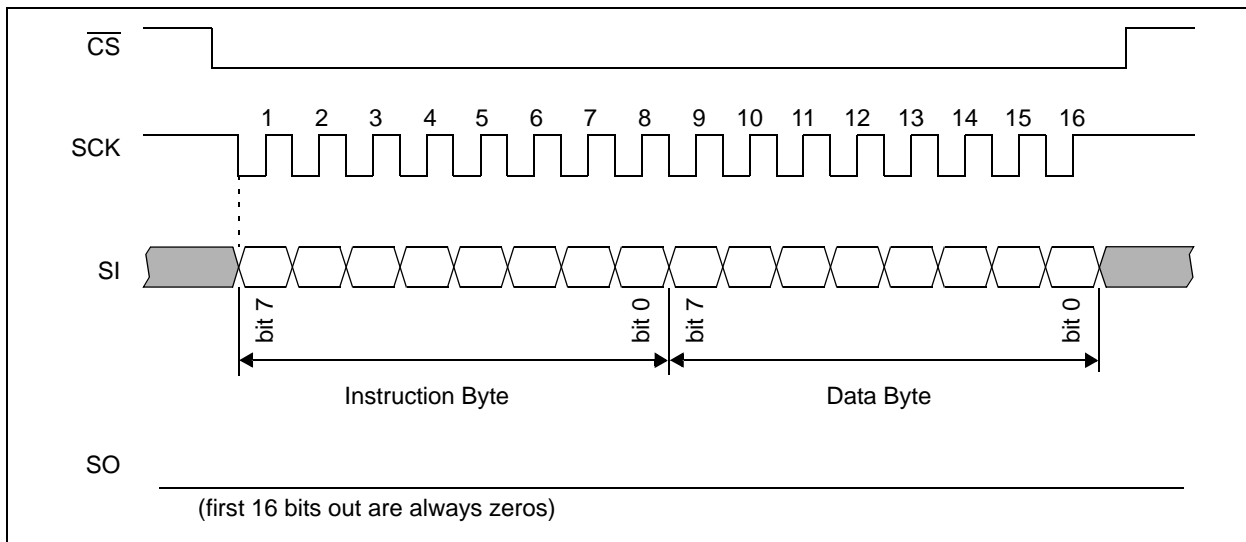 CS
1 2 3 4 5 6 7 8 9 10 11 12 13 14 15 16
SCK
SI
bit 7
bit 0
bit 7
bit 0
Instruction Byte
Data Byte
SO
(first 16 bits out are always zeros)